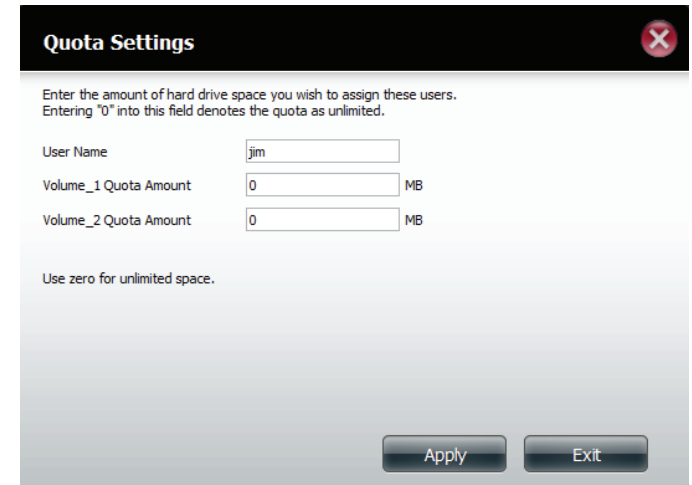 Quota Settings
Enter the amount of hard drive space you wish to assign these users.
Entering "0" into this field denotes the quota as unlimited.
User Name jim
Volume_1 Quota Amount 0 MB
Volume_2 Quota Amount 0 MB
Use zero for unlimited space.
Apply Exit